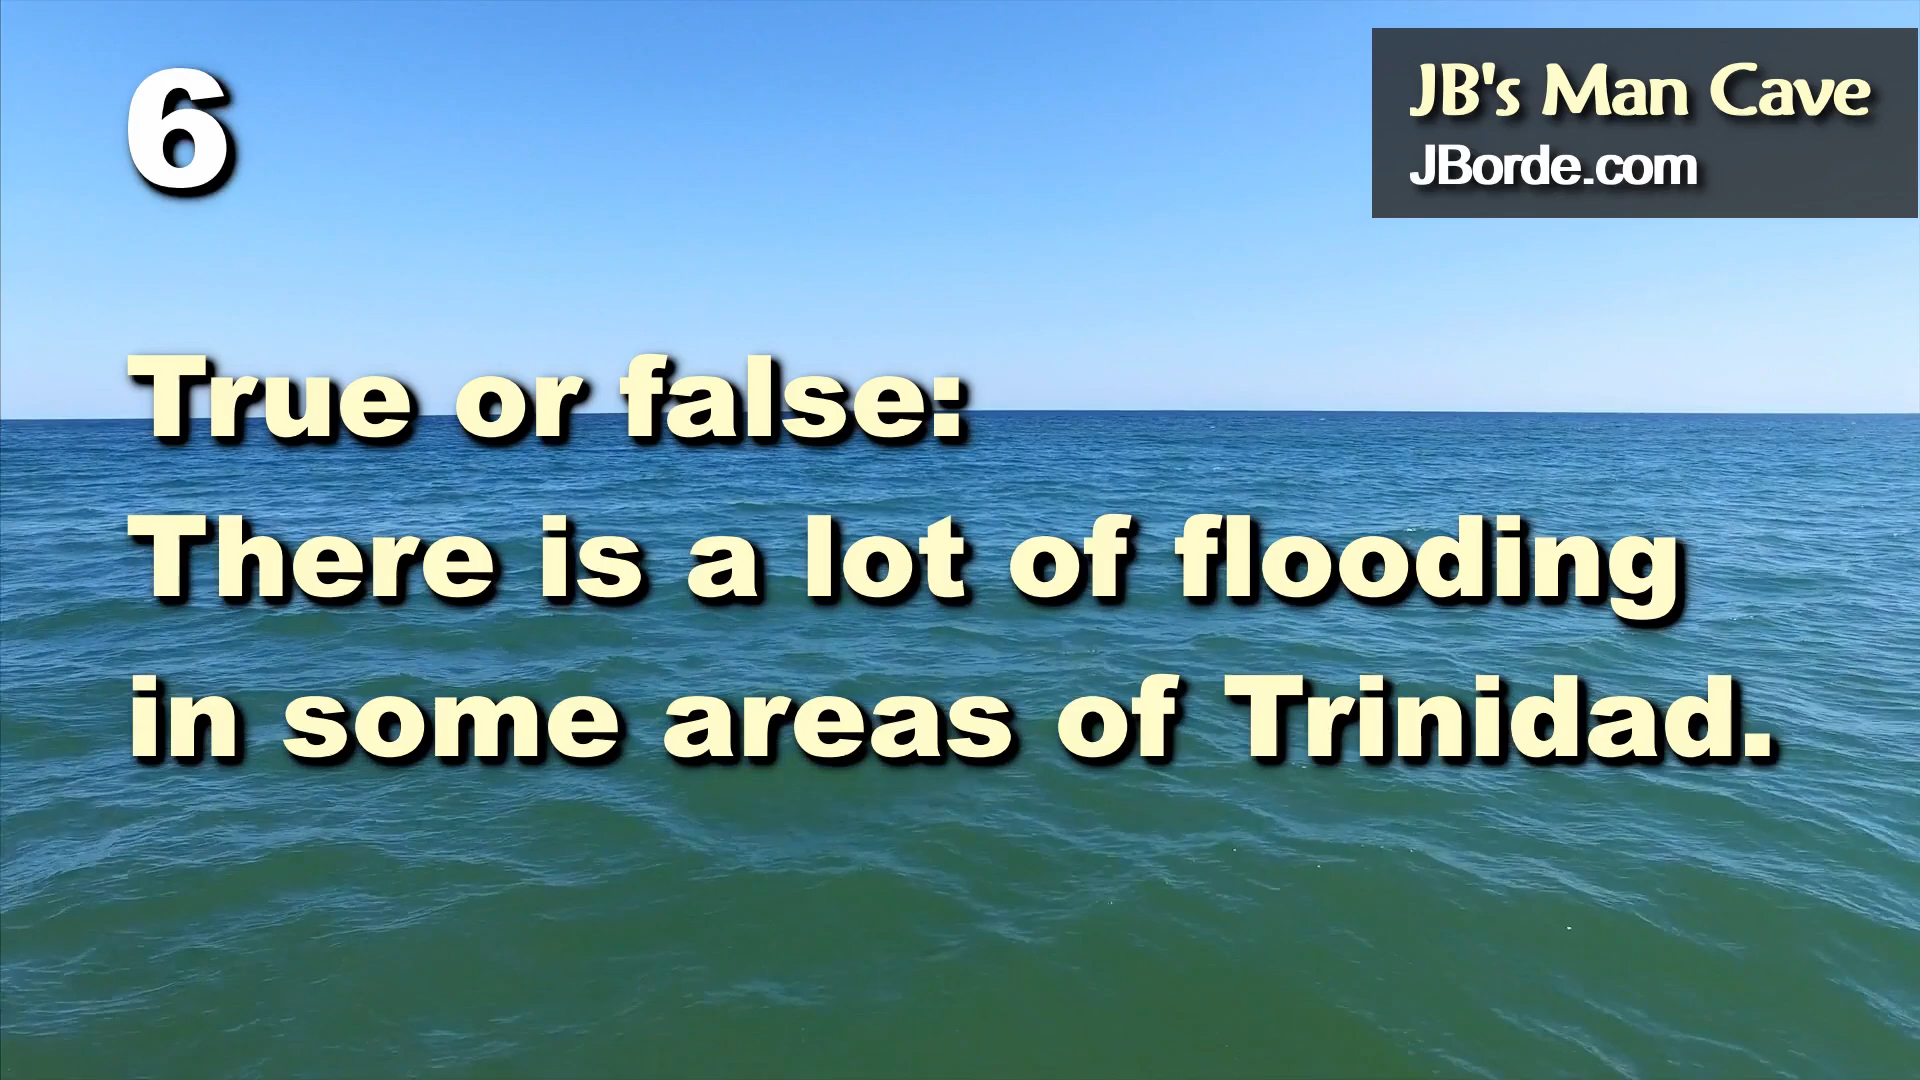 6
JB's Man Cave
JBorde.com
True or false:
There is a lot of flooding
in some areas of Trinidad.